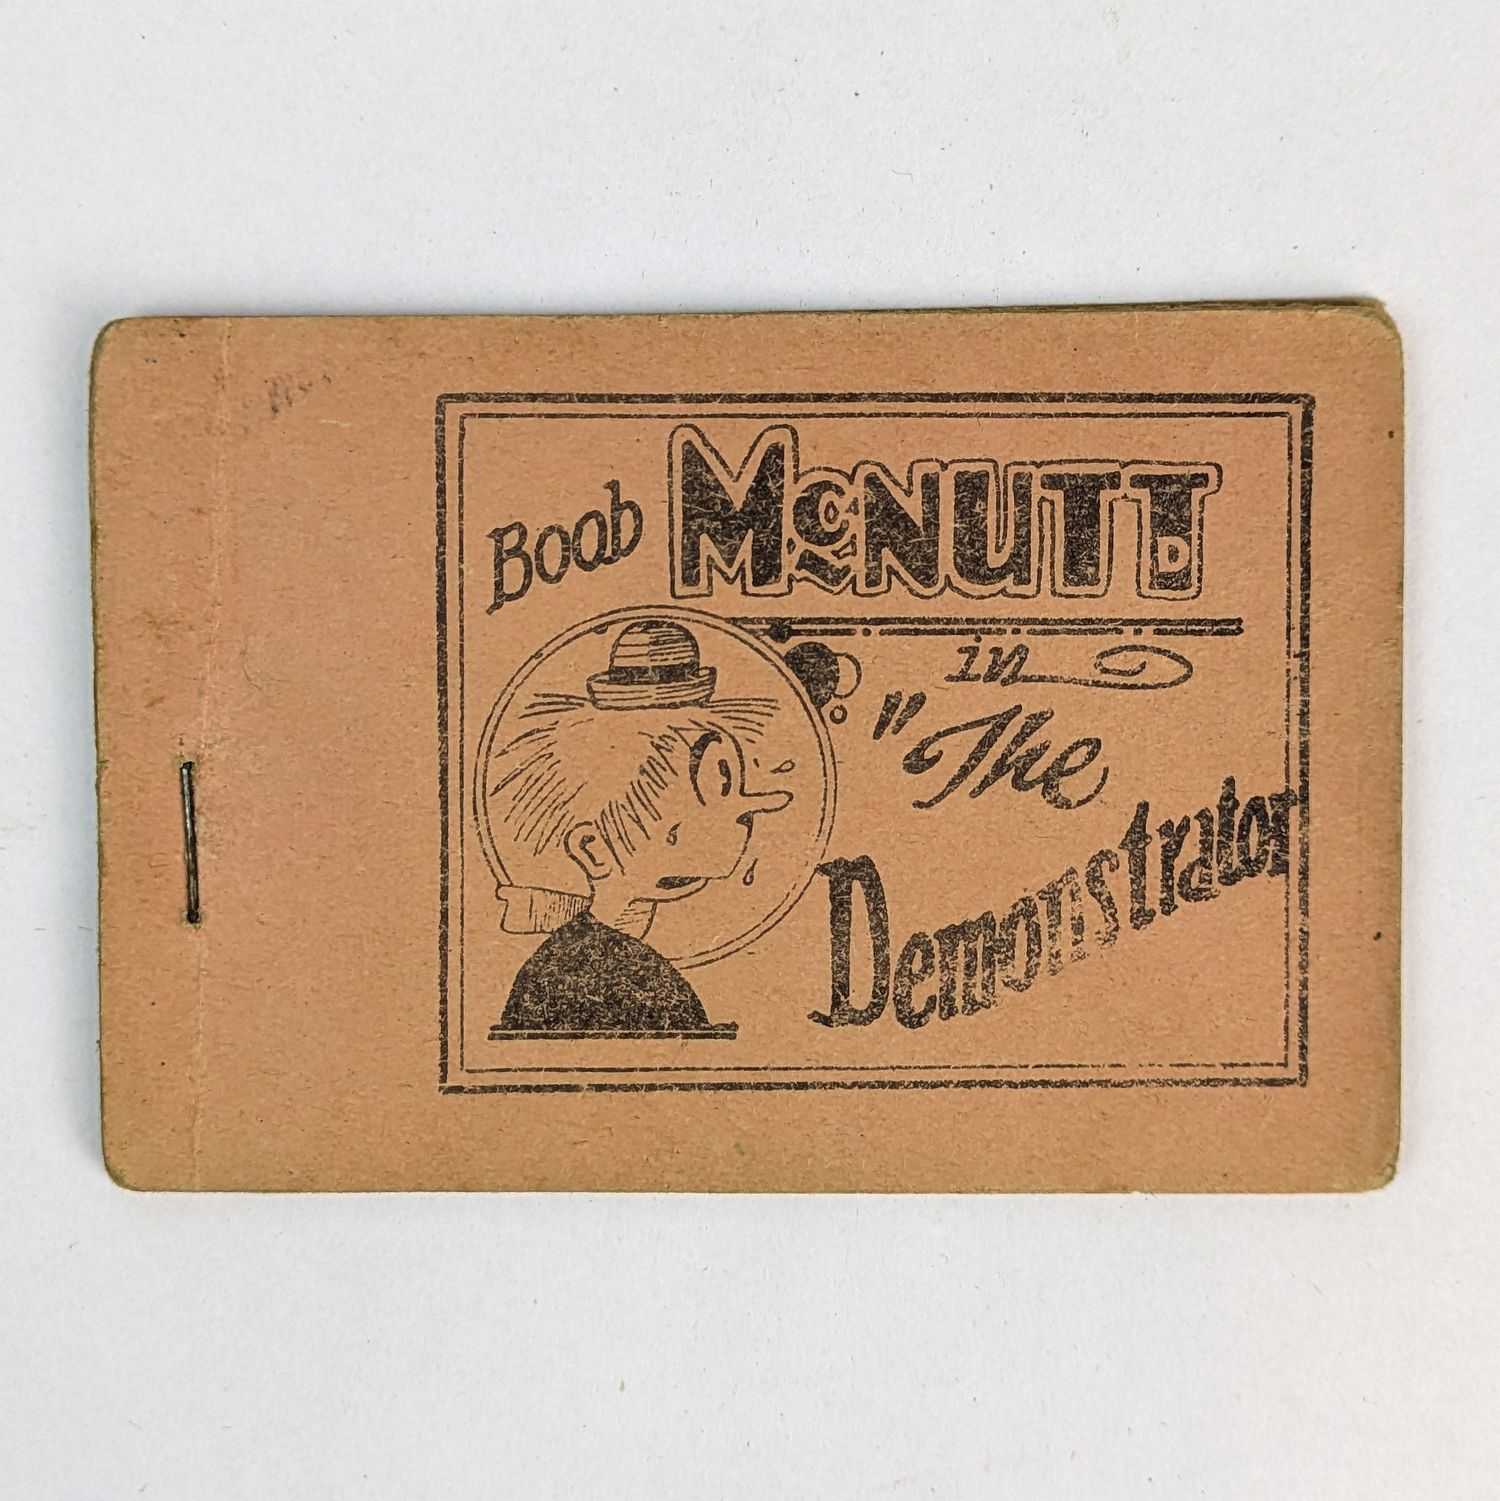 Boob McNUTT
in
"The
Demonstrator